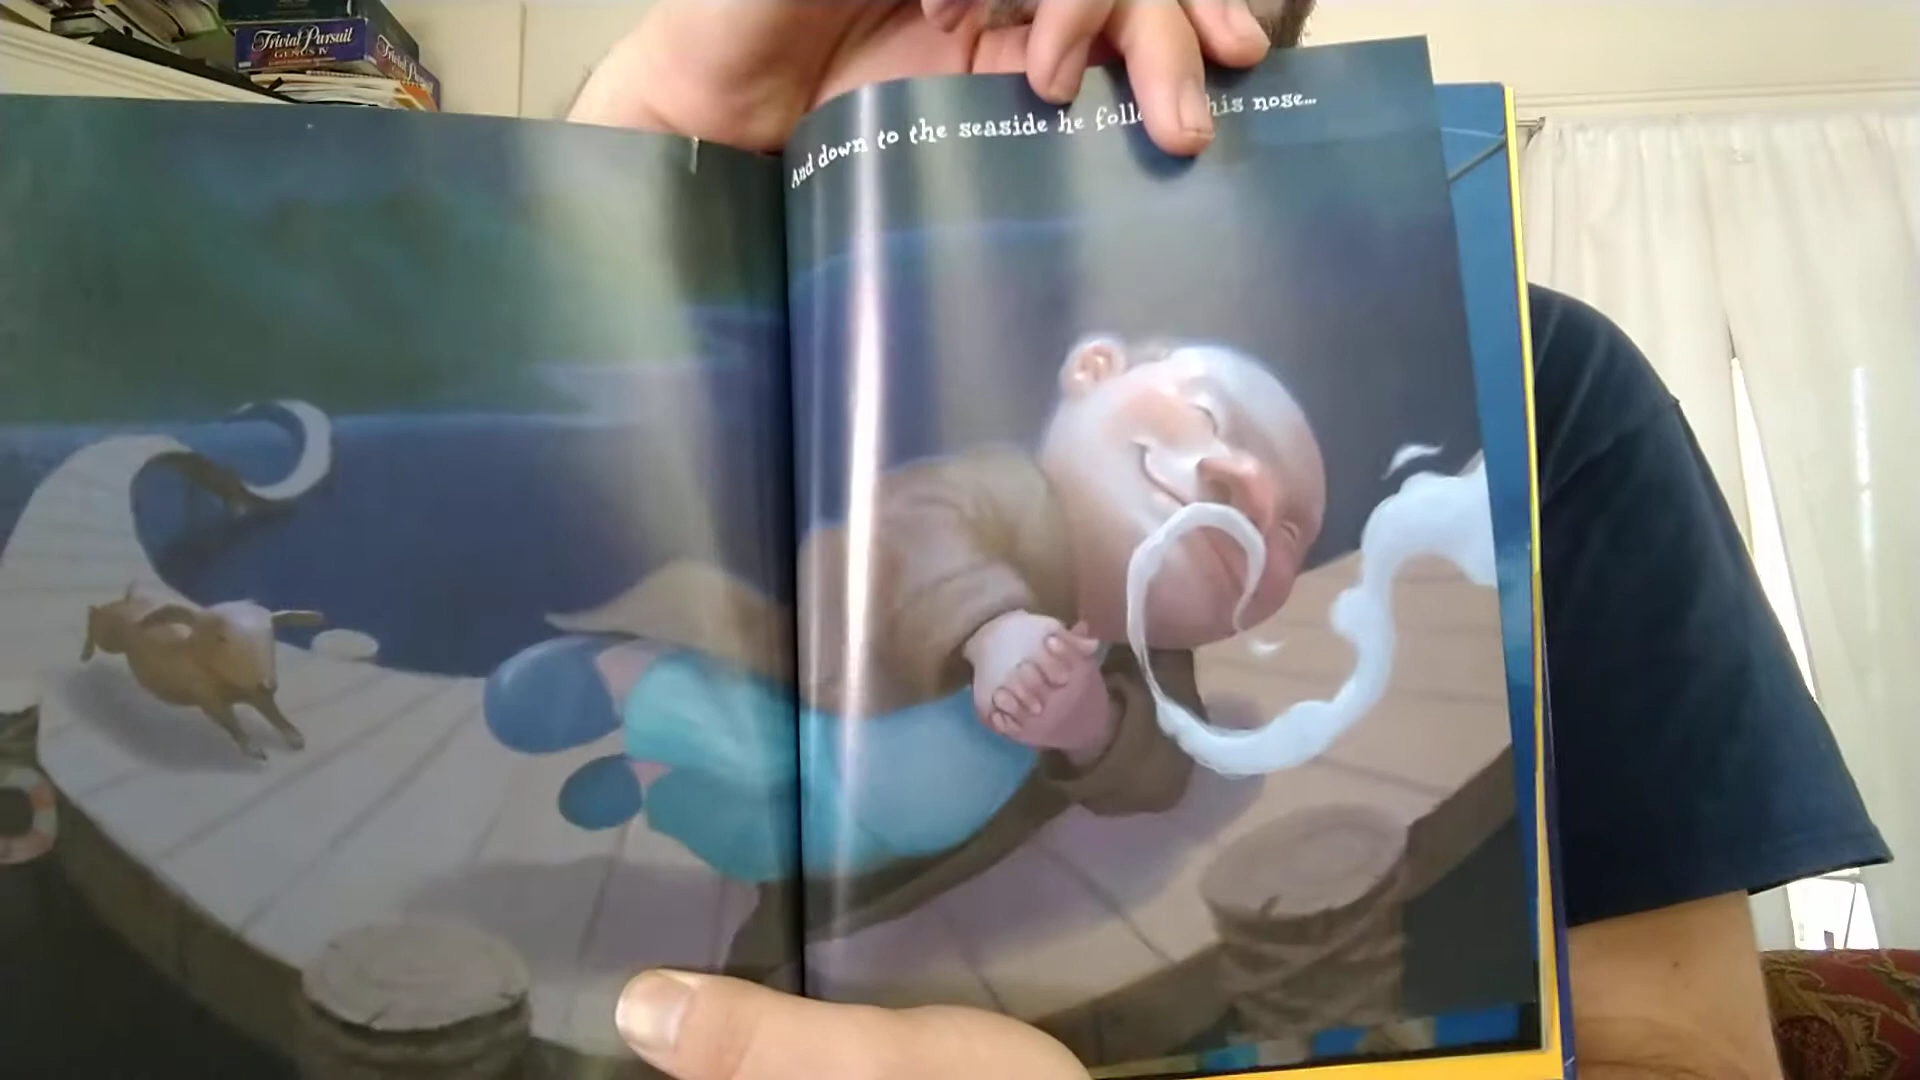 Trivial Pursuit
GENUS IV
Trivial Pursuit
And down to the seaside he his nose...